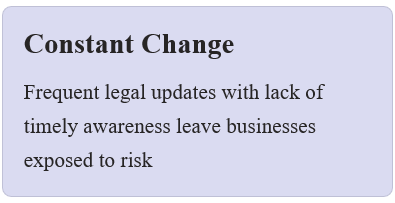 Constant Change
Frequent legal updates with lack of
timely awareness leave businesses
exposed to risk